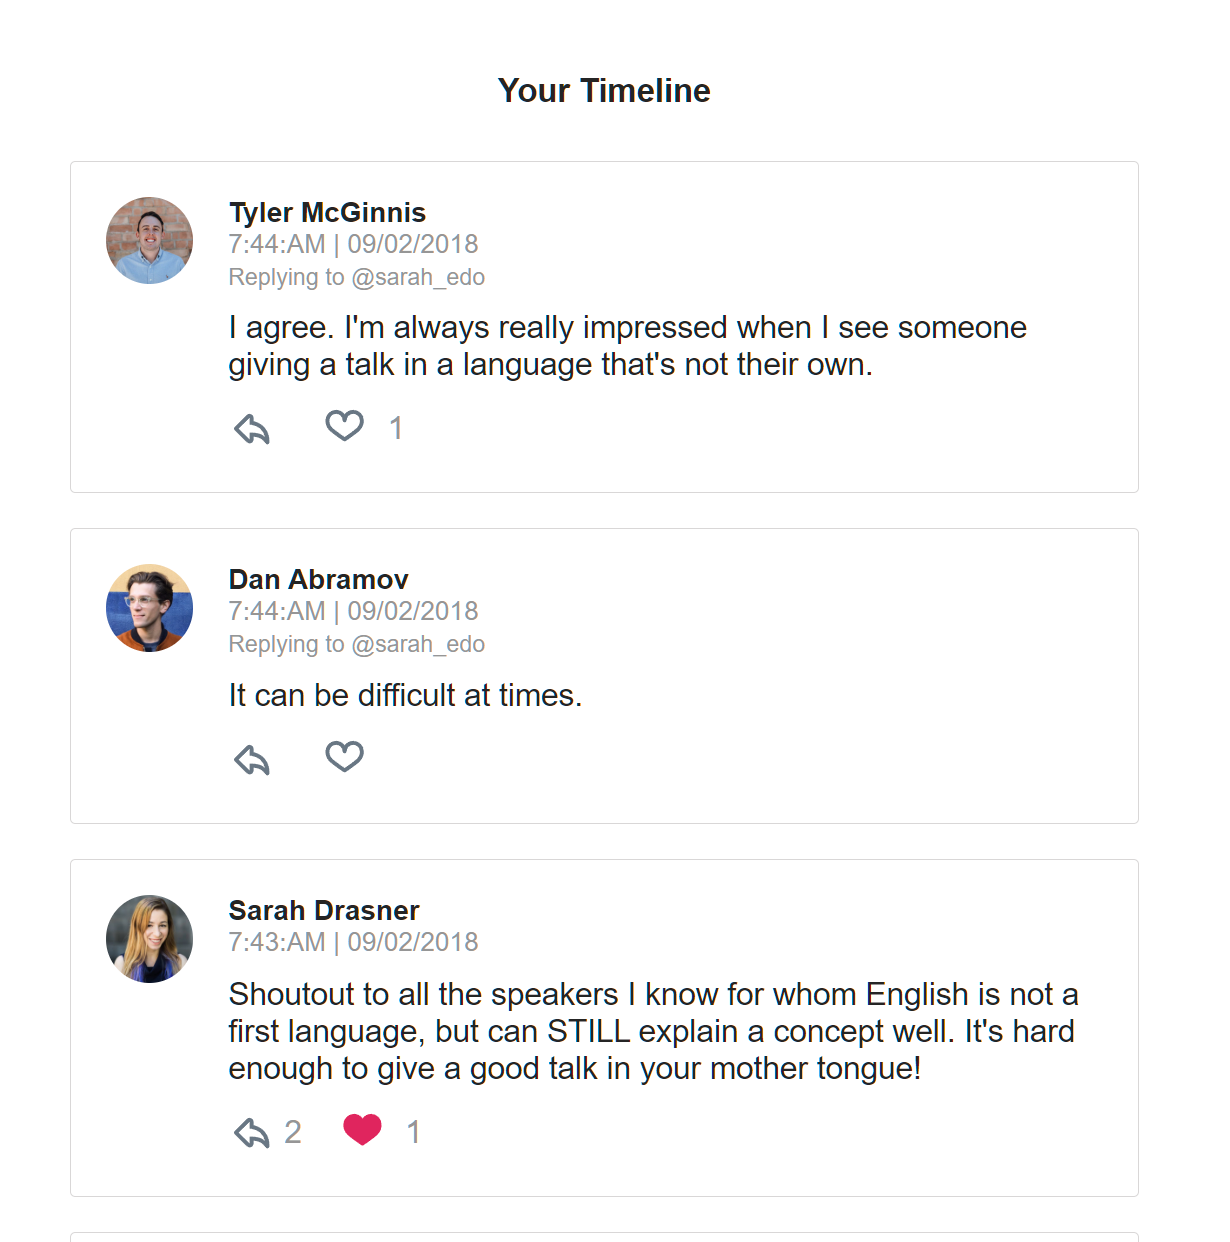 Your Timeline
Tyler McGinnis
7:44:AM | 09/02/2018
Replying to @sarah_edo
I agree. I'm always really impressed when I see someone
giving a talk in a language that's not their own.
1
Dan Abramov
7:44:AM | 09/02/2018
Replying to @sarah_edo
It can be difficult at times.
Sarah Drasner
7:43:AM | 09/02/2018
Shoutout to all the speakers I know for whom English is not a
first language, but can STILL explain a concept well. It's hard
enough to give a good talk in your mother tongue!
2 1